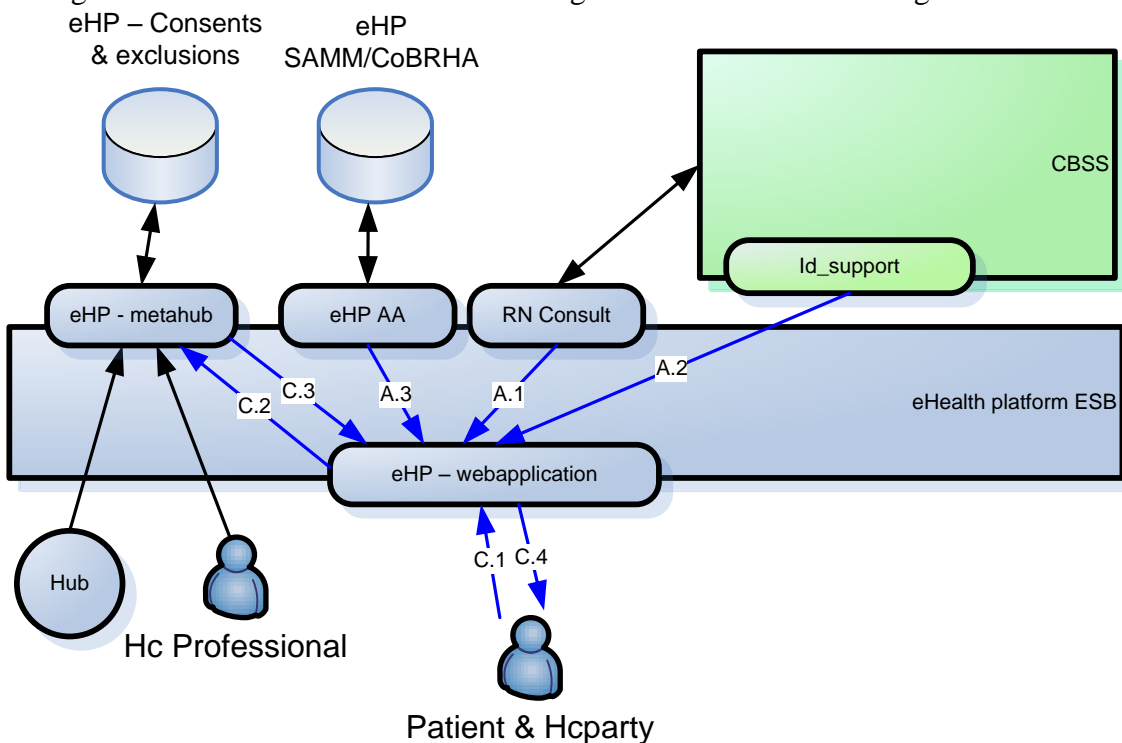 eHP – Consents
& exclusions
eHP
SAMM/CoBRHA
CBSS
Id_support
eHP - metahub
eHP AA
RN Consult
A.2
C.3
A.3
A.1
C.2
eHealth platform ESB
eHP – webapplication
C.1
C.4
Hub
Hc Professional
Patient & Hcparty